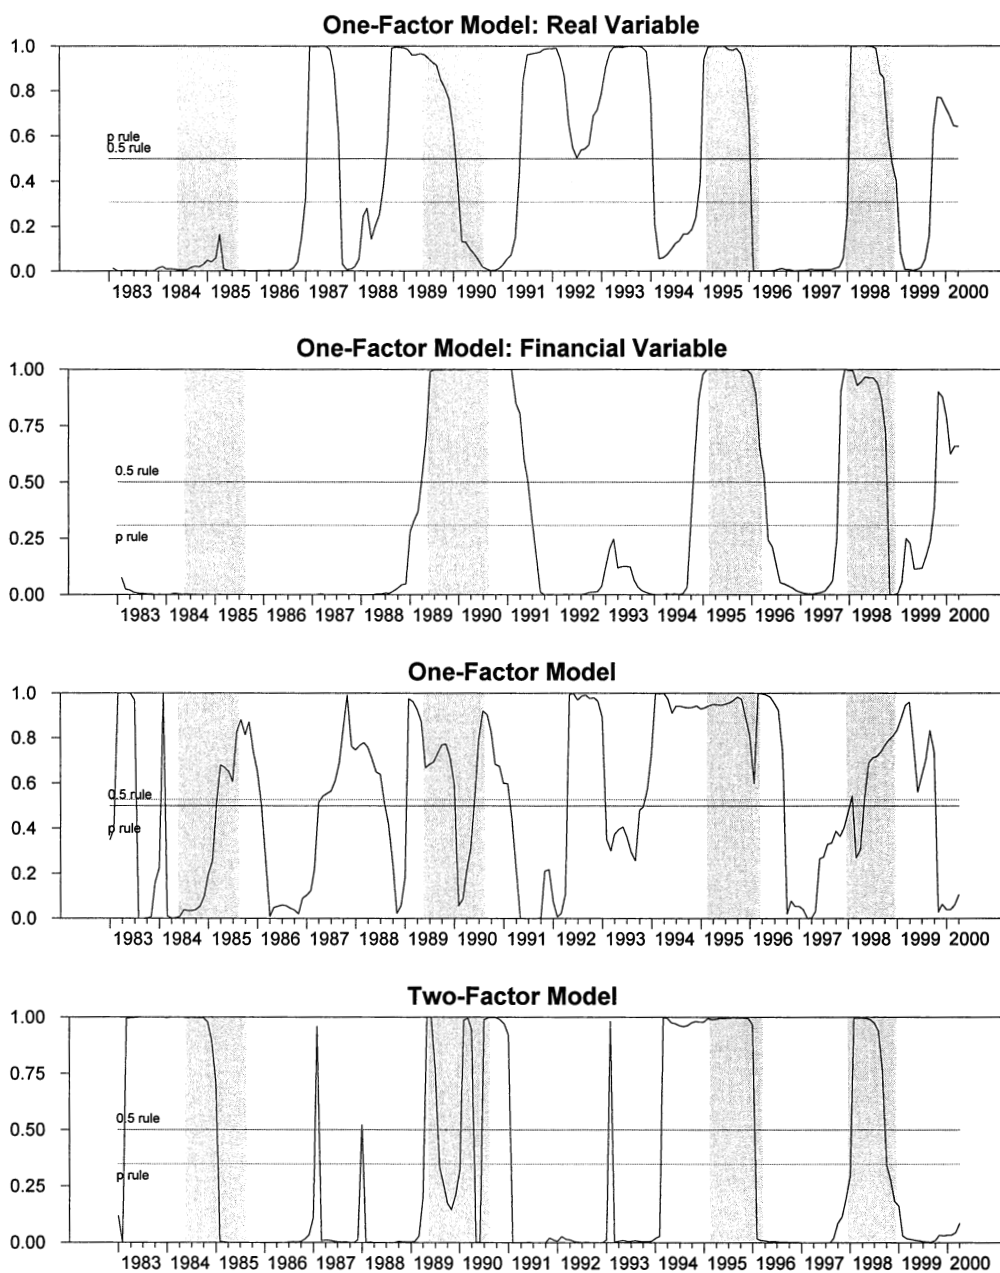 One-Factor Model: Real Variable
1.0
0.8
p rule
0.6
0.5 rule
0.4
0.2
0.0
1983 1984 1985 1986 1987 1988 1989 1990 1991 1992 1993 1994 1995 1996 1997 1998 1999 2000
One-Factor Model: Financial Variable
1.00
0.75
0.5 rule
0.50
p rule
0.25
0.00
1983 1984 1985 1986 1987 1988 1989 1990 1991 1992 1993 1994 1995 1996 1997 1998 1999 2000
One-Factor Model
1.0
0.8
0.6
0.5 rule
p rule
0.4
0.2
0.0
1983 1984 1985 1986 1987 1988 1989 1990 1991 1992 1993 1994 1995 1996 1997 1998 1999 2000
Two-Factor Model
1.00
0.75
0.5 rule
0.50
p rule
0.25
0.00
1983 1984 1985 1986 1987 1988 1989 1990 1991 1992 1993 1994 1995 1996 1997 1998 1999 2000